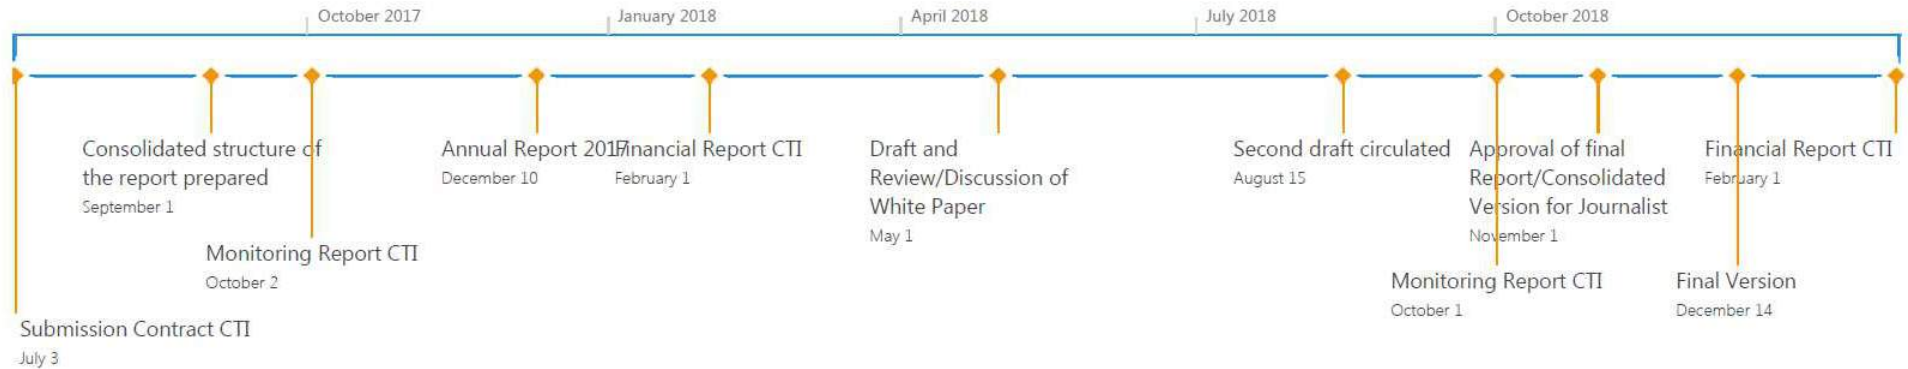 October 2017
January 2018
April 2018
July 2018
October 2018
Consolidated structure of
the report prepared
September 1
Annual Report 2017
December 10
Financial Report CTI
February 1
Draft and
Review/Discussion of
White Paper
May 1
Second draft circulated
August 15
Approval of final
Report/Consolidated
Version for Journalist
November 1
Financial Report CTI
February 1
Monitoring Report CTI
October 2
Monitoring Report CTI
October 1
Final Version
December 14
Submission Contract CTI
July 3